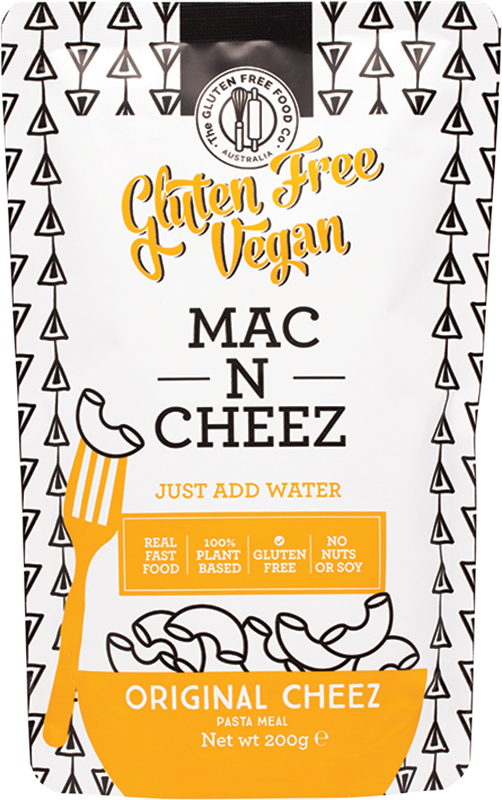 • The GLUTEN FREE FOOD Co •
AUSTRALIA
Gluten Free
Vegan
MAC
N
CHEEZ
JUST ADD WATER
REAL FAST FOOD
100% PLANT BASED
GLUTEN FREE
NO NUTS OR SOY
ORIGINAL CHEEZ
PASTA MEAL
Net wt 200g ℮